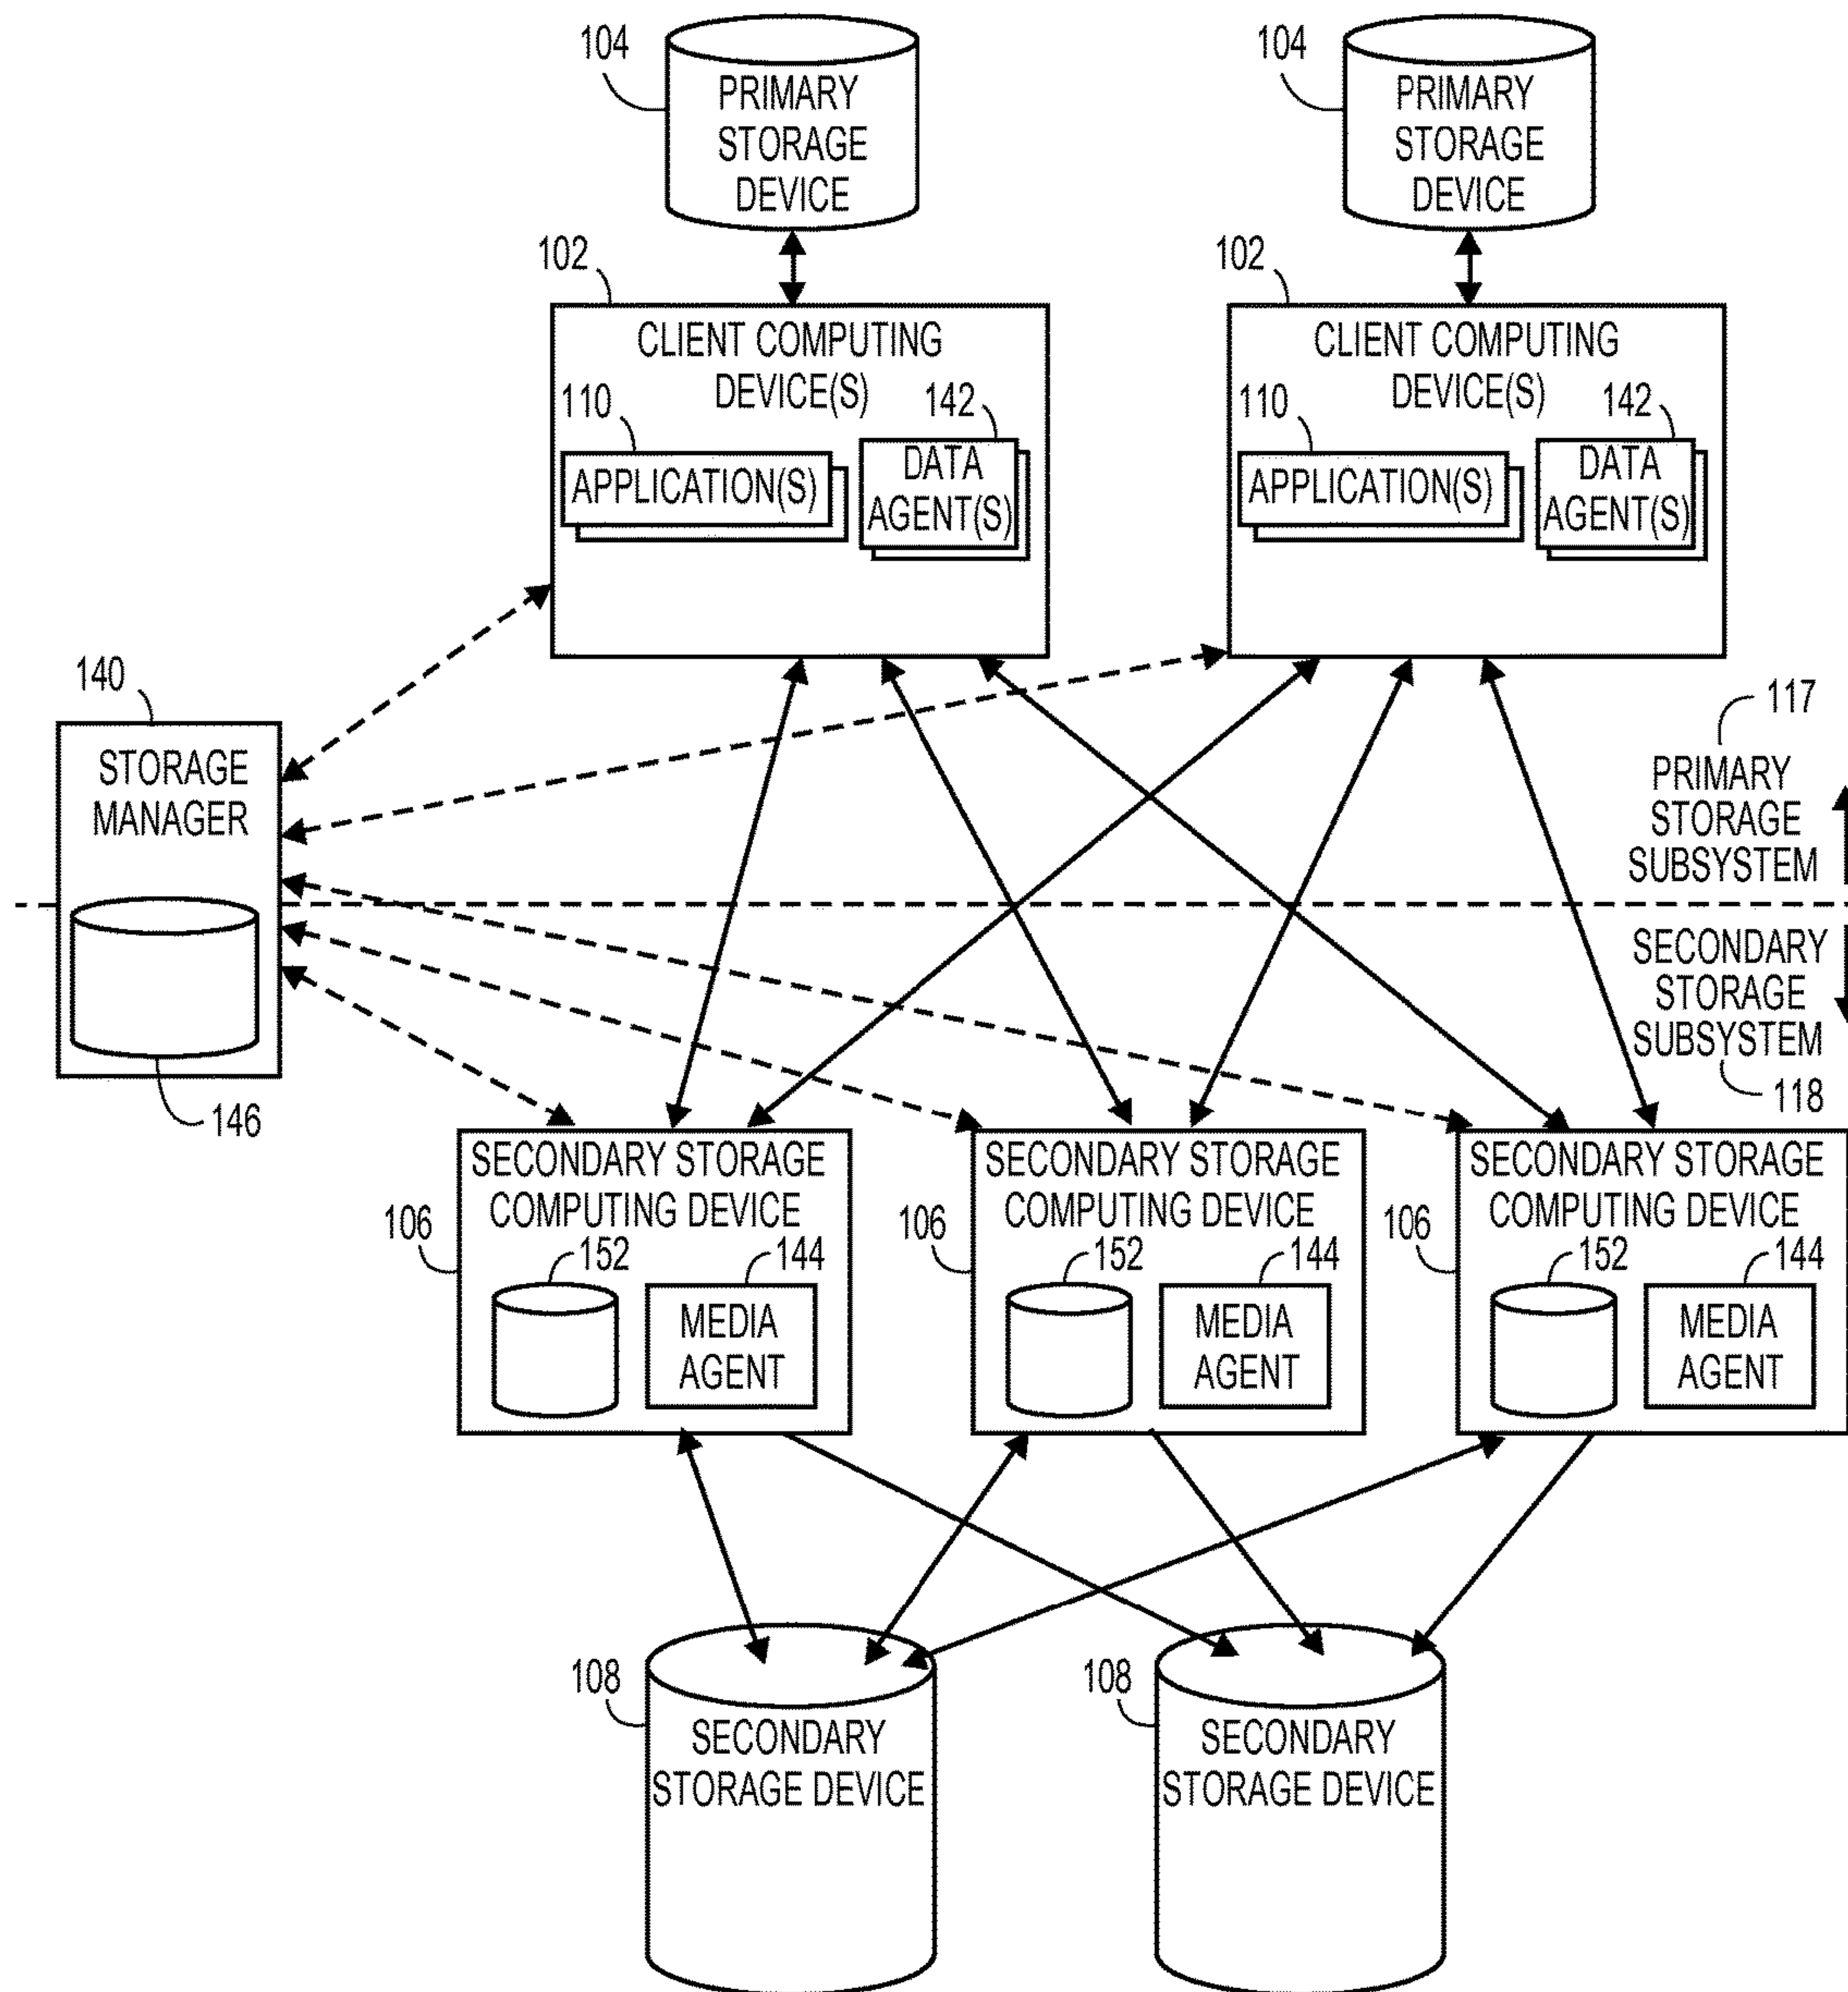 104
PRIMARY
STORAGE
DEVICE
104
PRIMARY
STORAGE
DEVICE
102
CLIENT COMPUTING
DEVICE(S)
110
142
APPLICATION(S)
DATA
AGENT(S)
102
CLIENT COMPUTING
DEVICE(S)
110
142
APPLICATION(S)
DATA
AGENT(S)
140
STORAGE
MANAGER
146
117
PRIMARY
STORAGE
SUBSYSTEM
SECONDARY
STORAGE
SUBSYSTEM
118
SECONDARY STORAGE
COMPUTING DEVICE
106
152
144
MEDIA
AGENT
SECONDARY STORAGE
COMPUTING DEVICE
106
152
144
MEDIA
AGENT
SECONDARY STORAGE
COMPUTING DEVICE
106
152
144
MEDIA
AGENT
108
SECONDARY
STORAGE DEVICE
108
SECONDARY
STORAGE DEVICE